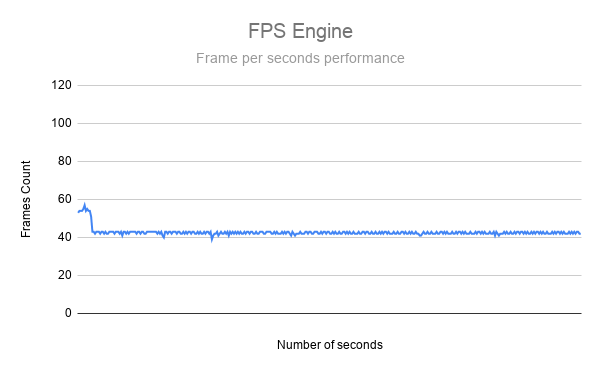 FPS Engine
Frame per seconds performance
120
100
80
60
40
20
0
Frames Count
Number of seconds